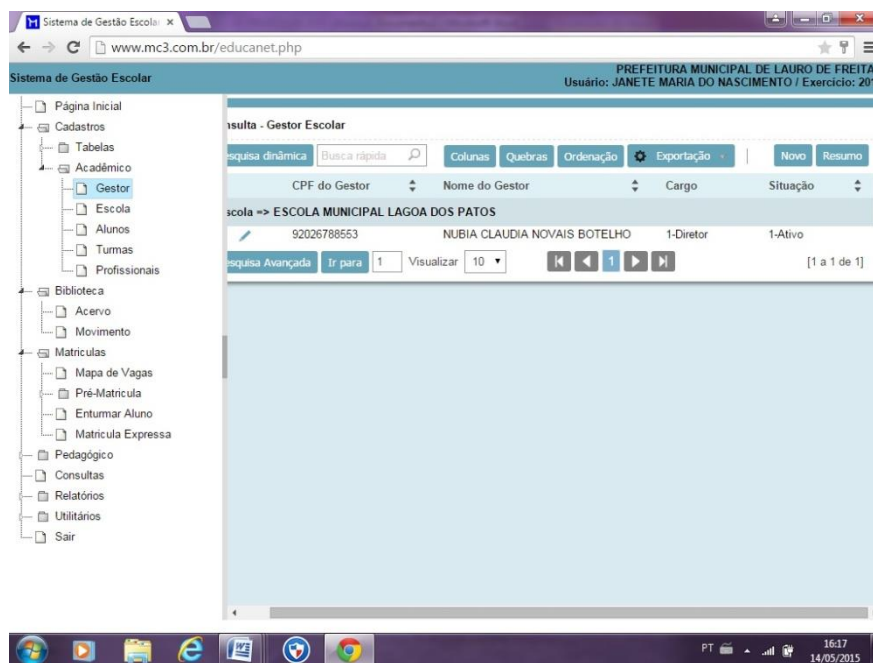 Sistema de Gestão Escola
www.mc3.com.br/educanet.php
Sistema de Gestão Escolar
PREFEITURA MUNICIPAL DE LAURO DE FREITA
Usuário: JANETE MARIA DO NASCIMENTO / Exercício: 201
Página Inicial
Cadastros
Tabelas
Acadêmico
Gestor
Escola
Alunos
Turmas
Profissionais
Biblioteca
Acervo
Movimento
Matriculas
Mapa de Vagas
Pré-Matricula
Enturmar Aluno
Matricula Expressa
Pedagógico
Consultas
Relatórios
Utilitários
Sair
nsulta - Gestor Escolar
esquisa dinâmica Busca rápida Colunas Quebras Ordenação Exportação Novo Resumo
CPF do Gestor Nome do Gestor Cargo Situação
scola => ESCOLA MUNICIPAL LAGOA DOS PATOS
92026788553 NUBIA CLAUDIA NOVAIS BOTELHO 1-Diretor 1-Ativo
esquisa Avançada Ir para 1 Visualizar 10 1 [1 a 1 de 1]
PT 16:17
14/05/2015